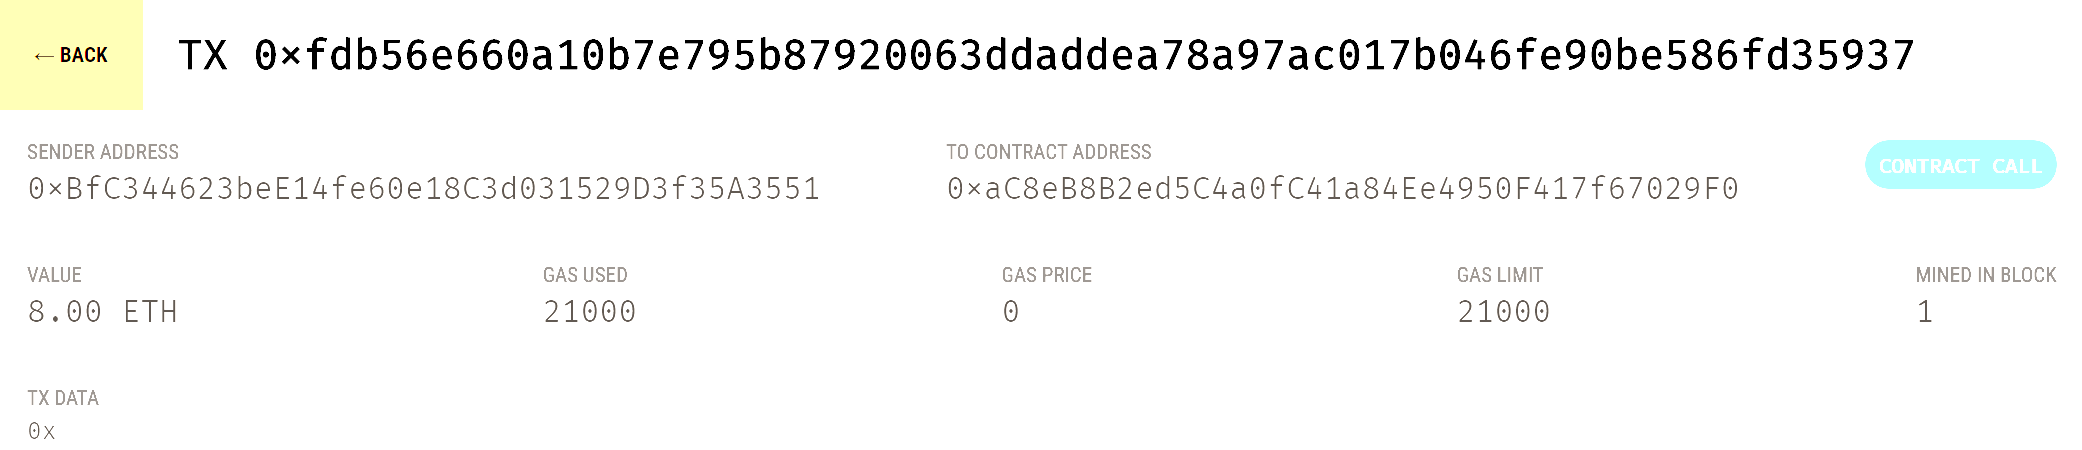 ← BACK
TX 0×fdb56e660a10b7e795b87920063ddaddea78a97ac017b046fe90be586fd35937
SENDER ADDRESS
0×BfC344623beE14fe60e18C3d031529D3f35A3551
TO CONTRACT ADDRESS
0×aC8eB8B2ed5C4a0fC41a84Ee4950F417f67029F0
CONTRACT CALL
VALUE
8.00 ETH
GAS USED
21000
GAS PRICE
0
GAS LIMIT
21000
MINED IN BLOCK
1
TX DATA
0x